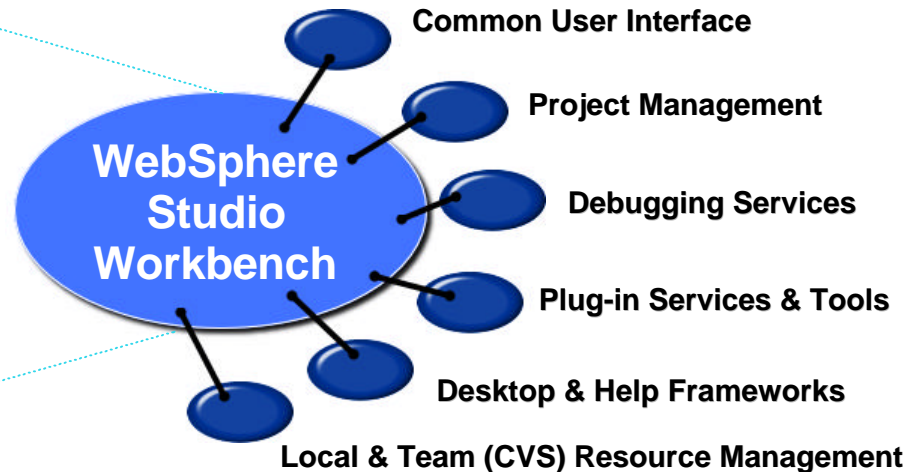 Common User Interface
Project Management
WebSphere
Studio
Workbench
Debugging Services
Plug-in Services & Tools
Desktop & Help Frameworks
Local & Team (CVS) Resource Management